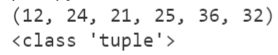 (12, 24, 21, 25, 36, 32)
<class 'tuple'>